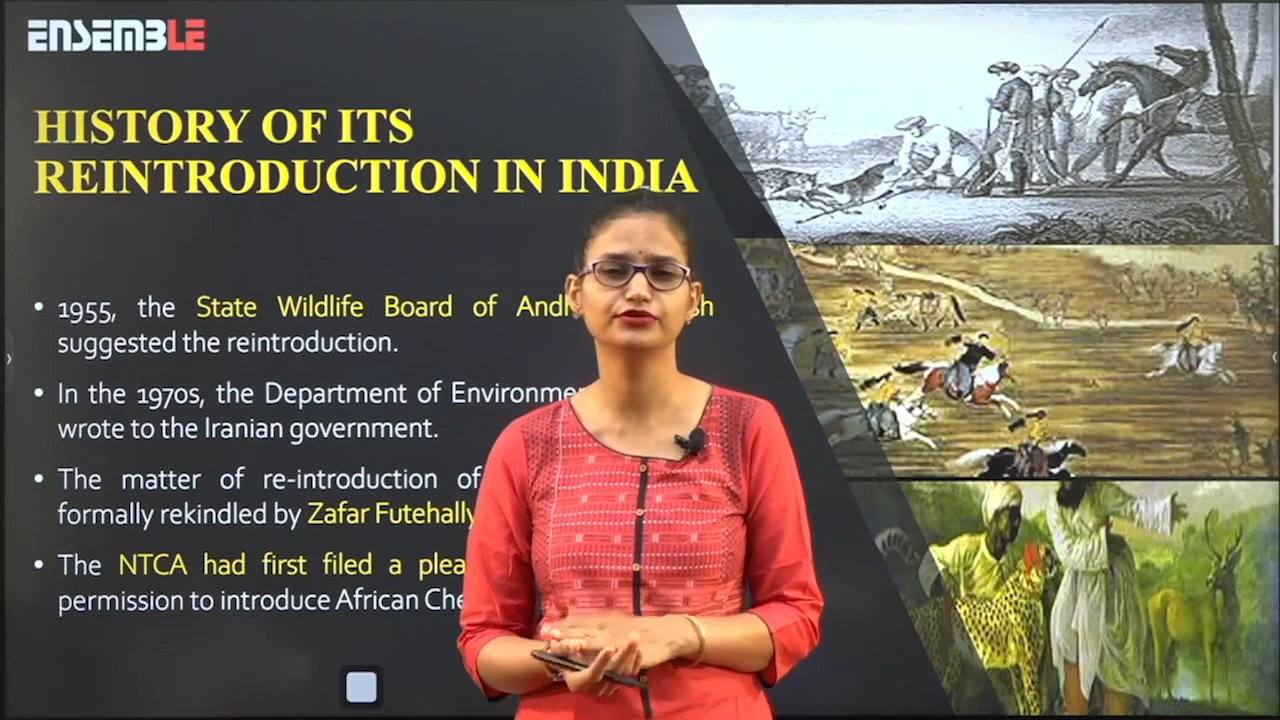 ENSEMBLE
HISTORY OF ITS
REINTRODUCTION IN INDIA
• 1955, the State Wildlife Board of
suggested the reintroduction.
• In the 1970s, the Department of
wrote to the Iranian government.
• The matter of re-introduction of
formally rekindled by Zafar Futehally
• The NTCA had first filed a plea
permission to introduce African